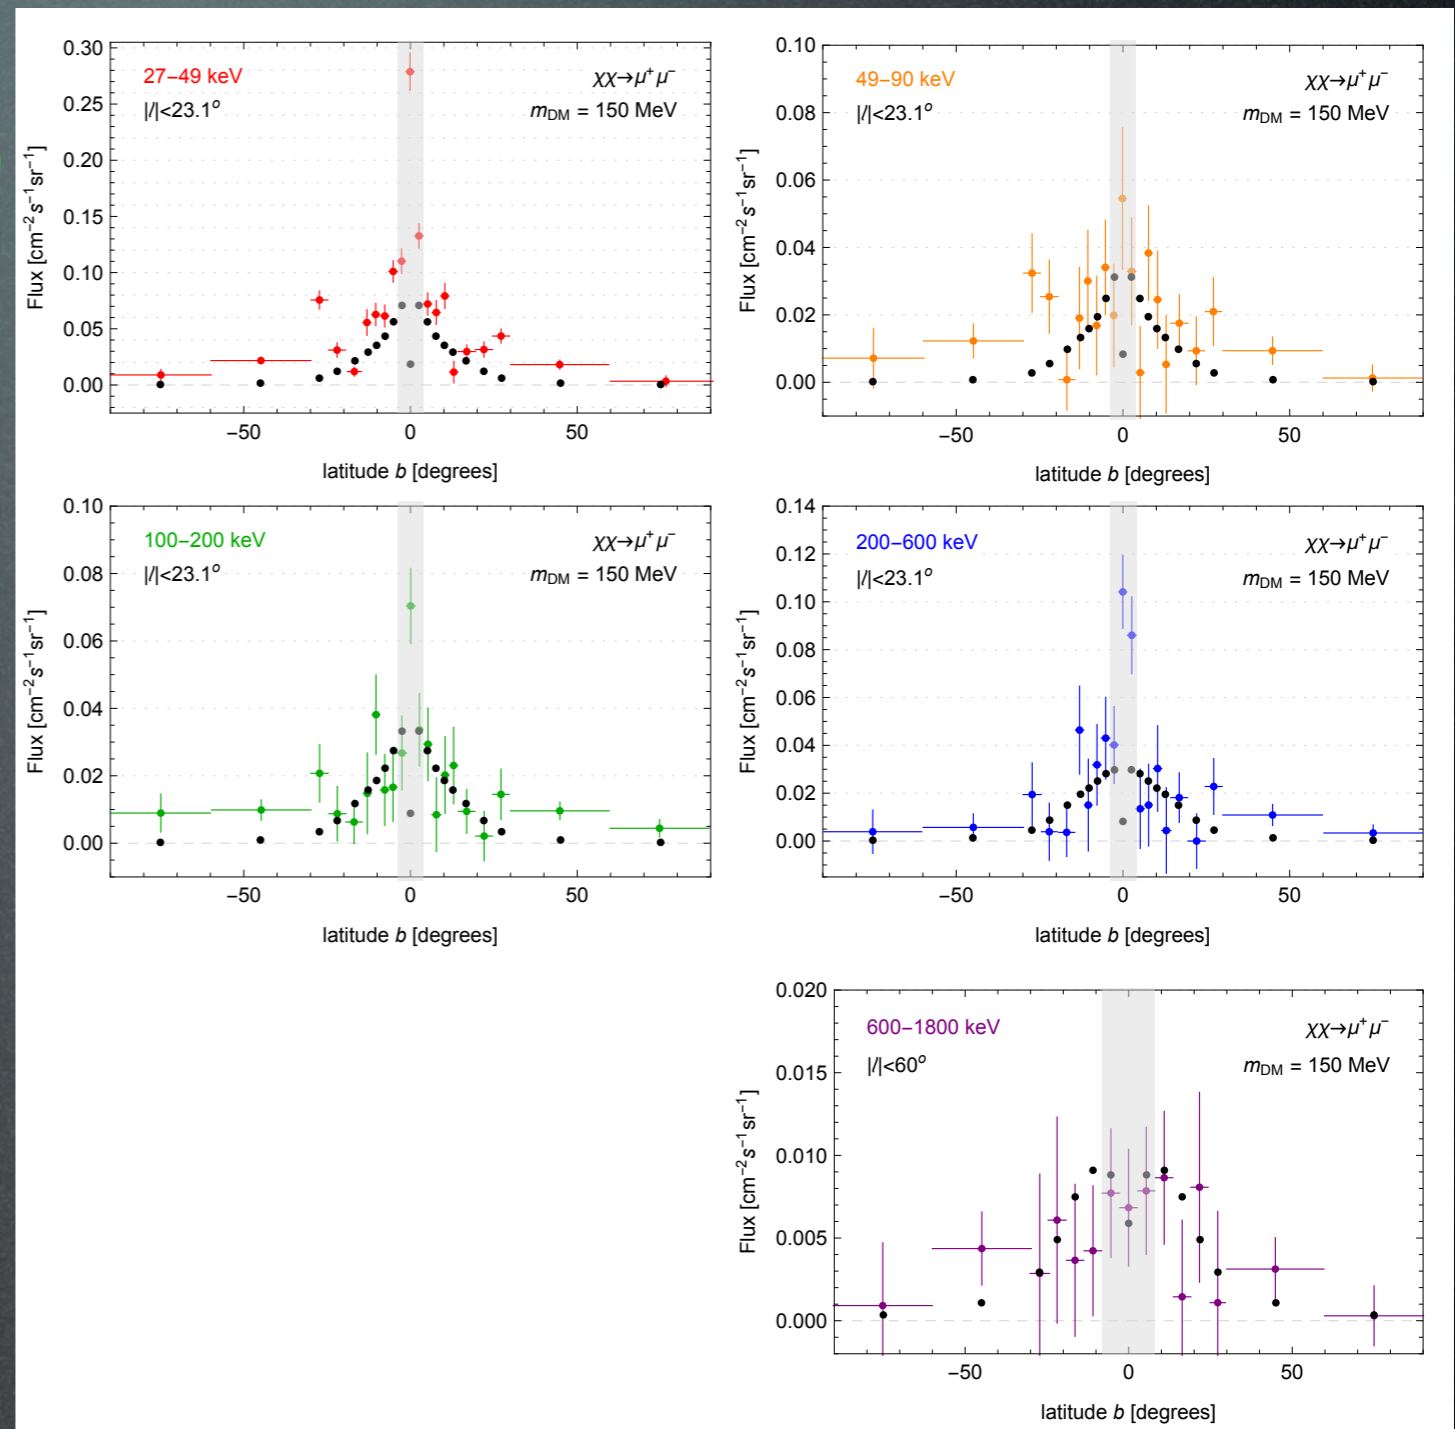 27–49 keV
χχ→μ⁺μ⁻
|l|<23.1°
m_DM = 150 MeV
0.30
0.25
0.20
0.15
0.10
0.05
0.00
Flux [cm⁻²s⁻¹sr⁻¹]
−50 0 50
latitude b [degrees]
49–90 keV
χχ→μ⁺μ⁻
|l|<23.1°
m_DM = 150 MeV
0.10
0.08
0.06
0.04
0.02
0.00
Flux [cm⁻²s⁻¹sr⁻¹]
−50 0 50
latitude b [degrees]
100–200 keV
χχ→μ⁺μ⁻
|l|<23.1°
m_DM = 150 MeV
0.10
0.08
0.06
0.04
0.02
0.00
Flux [cm⁻²s⁻¹sr⁻¹]
−50 0 50
latitude b [degrees]
200–600 keV
χχ→μ⁺μ⁻
|l|<23.1°
m_DM = 150 MeV
0.14
0.12
0.10
0.08
0.06
0.04
0.02
0.00
Flux [cm⁻²s⁻¹sr⁻¹]
−50 0 50
latitude b [degrees]
600–1800 keV
χχ→μ⁺μ⁻
|l|<60°
m_DM = 150 MeV
0.020
0.015
0.010
0.005
0.000
Flux [cm⁻²s⁻¹sr⁻¹]
−50 0 50
latitude b [degrees]